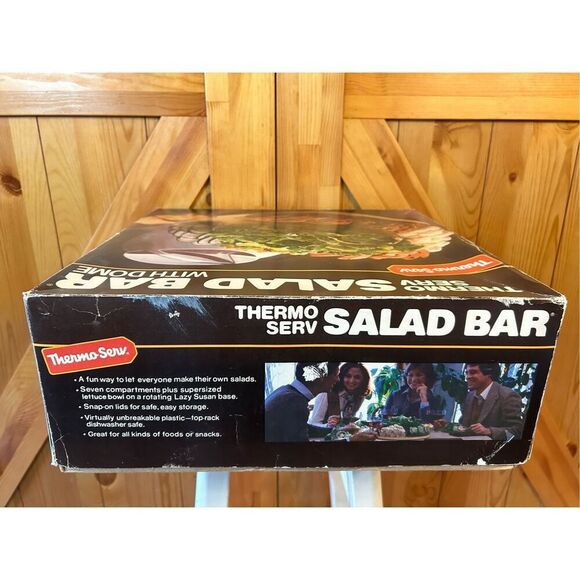 THERMO
SERV SALAD BAR
WITH DOME
Thermo-Serv.
THERMO
SERV SALAD BAR®
Thermo-Serv.
• A fun way to let everyone make their own salads.
• Seven compartments plus supersized
lettuce bowl on a rotating Lazy Susan base.
• Snap-on lids for safe, easy storage.
• Virtually unbreakable plastic—top-rack
dishwasher safe.
• Great for all kinds of foods or snacks.